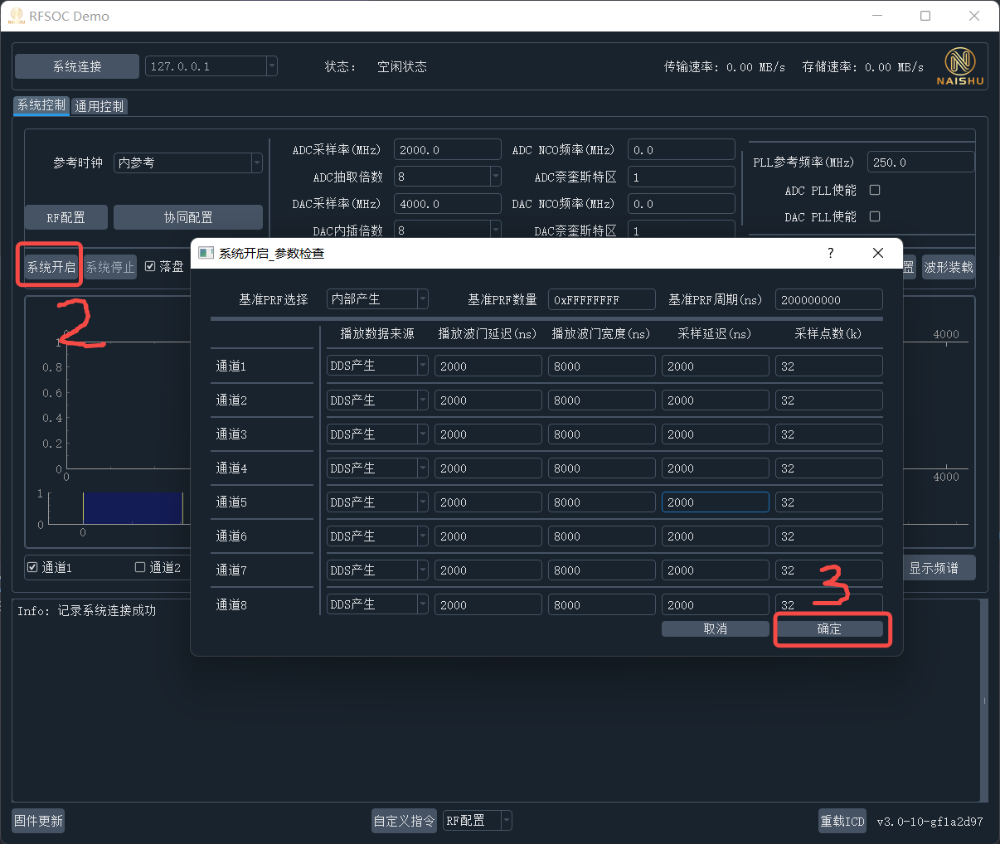 RFSOC Demo
系统连接 127.0.0.1 状态： 空闲状态 传输速率: 0.00 MB/s 存储速率: 0.00 MB/s
NAISHU
系统控制 通用控制
参考时钟 内参考
ADC采样率(MHz) 2000.0 ADC NCO频率(MHz) 0.0
PLL参考频率(MHz) 250.0
ADC抽取倍数 8 ADC奈奎斯特区 1
ADC PLL使能
DAC采样率(MHz) 4000.0 DAC NCO频率(MHz) 0.0
DAC PLL使能
RF配置 协同配置
DAC内插倍数 8 DAC奈奎斯特区 1
系统开启 系统停止 落盘 置 波形装载
2
系统开启_参数检查 ?
基准PRF选择 内部产生 基准PRF数量 0xFFFFFFFF 基准PRF周期(ns) 200000000
播放数据来源 播放波门延迟(ns) 播放波门宽度(ns) 采样延迟(ns) 采样点数(k)
通道1 DDS产生 2000 8000 2000 32
通道2 DDS产生 2000 8000 2000 32
通道3 DDS产生 2000 8000 2000 32
通道4 DDS产生 2000 8000 2000 32
通道5 DDS产生 2000 8000 2000 32
通道6 DDS产生 2000 8000 2000 32
通道7 DDS产生 2000 8000 2000 32
通道8 DDS产生 2000 8000 2000 32
3
取消 确定
0
1
0.8
0.6
0.4
0.2
0
0
4000
4000
1
0
0
通道1 通道2 显示频谱
Info: 记录系统连接成功
固件更新 自定义指令 RF配置 重载ICD v3.0-10-gf1a2d97